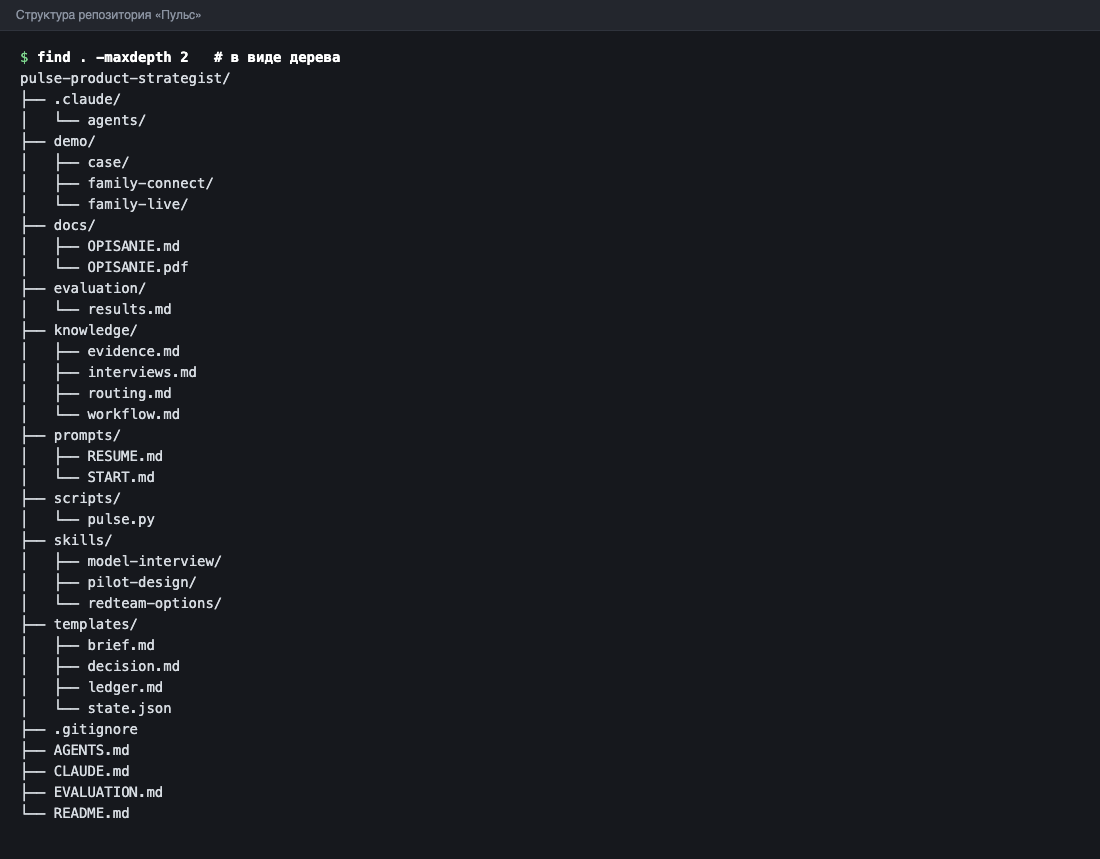 Структура репозитория «Пульс»
$ find . -maxdepth 2   # в виде дерева
pulse-product-strategist/
├── .claude/
│   └── agents/
├── demo/
│   ├── case/
│   ├── family-connect/
│   └── family-live/
├── docs/
│   ├── OPISANIE.md
│   └── OPISANIE.pdf
├── evaluation/
│   └── results.md
├── knowledge/
│   ├── evidence.md
│   ├── interviews.md
│   ├── routing.md
│   └── workflow.md
├── prompts/
│   ├── RESUME.md
│   └── START.md
├── scripts/
│   └── pulse.py
├── skills/
│   ├── model-interview/
│   ├── pilot-design/
│   └── redteam-options/
├── templates/
│   ├── brief.md
│   ├── decision.md
│   ├── ledger.md
│   └── state.json
├── .gitignore
├── AGENTS.md
├── CLAUDE.md
├── EVALUATION.md
└── README.md